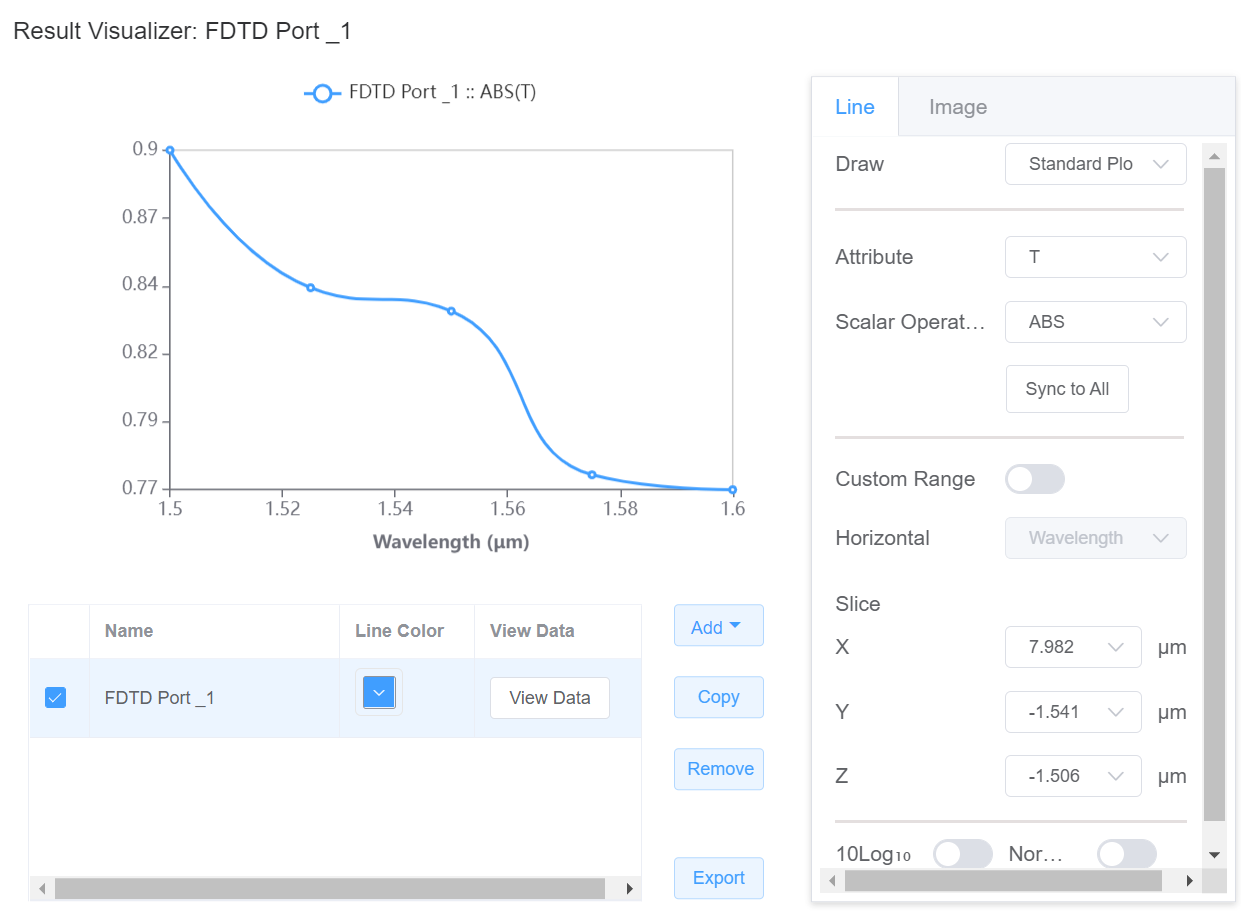 Result Visualizer: FDTD Port _1
FDTD Port _1 :: ABS(T)
0.9
0.87
0.84
0.82
0.79
0.77
1.5 1.52 1.54 1.56 1.58 1.6
Wavelength (μm)
Name Line Color View Data
FDTD Port _1 View Data
Add
Copy
Remove
Export
Line Image
Draw Standard Plo
Attribute T
Scalar Operat... ABS
Sync to All
Custom Range
Horizontal Wavelength
Slice
X 7.982 μm
Y -1.541 μm
Z -1.506 μm
10Log₁₀ Nor...